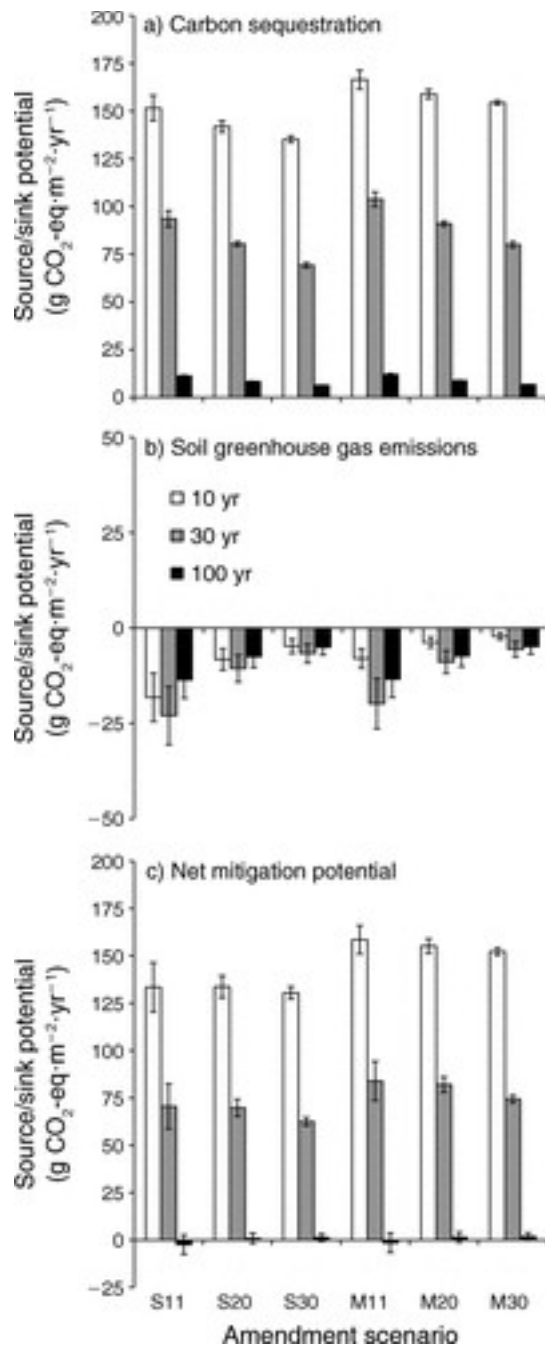 a) Carbon sequestration
Source/sink potential
(g CO₂-eq·m⁻²·yr⁻¹)
200
175
150
125
100
75
50
25
0
b) Soil greenhouse gas emissions
10 yr
30 yr
100 yr
Source/sink potential
(g CO₂-eq·m⁻²·yr⁻¹)
50
25
0
−25
−50
c) Net mitigation potential
Source/sink potential
(g CO₂-eq·m⁻²·yr⁻¹)
200
175
150
125
100
75
50
25
0
−25
S11 S20 S30 M11 M20 M30
Amendment scenario